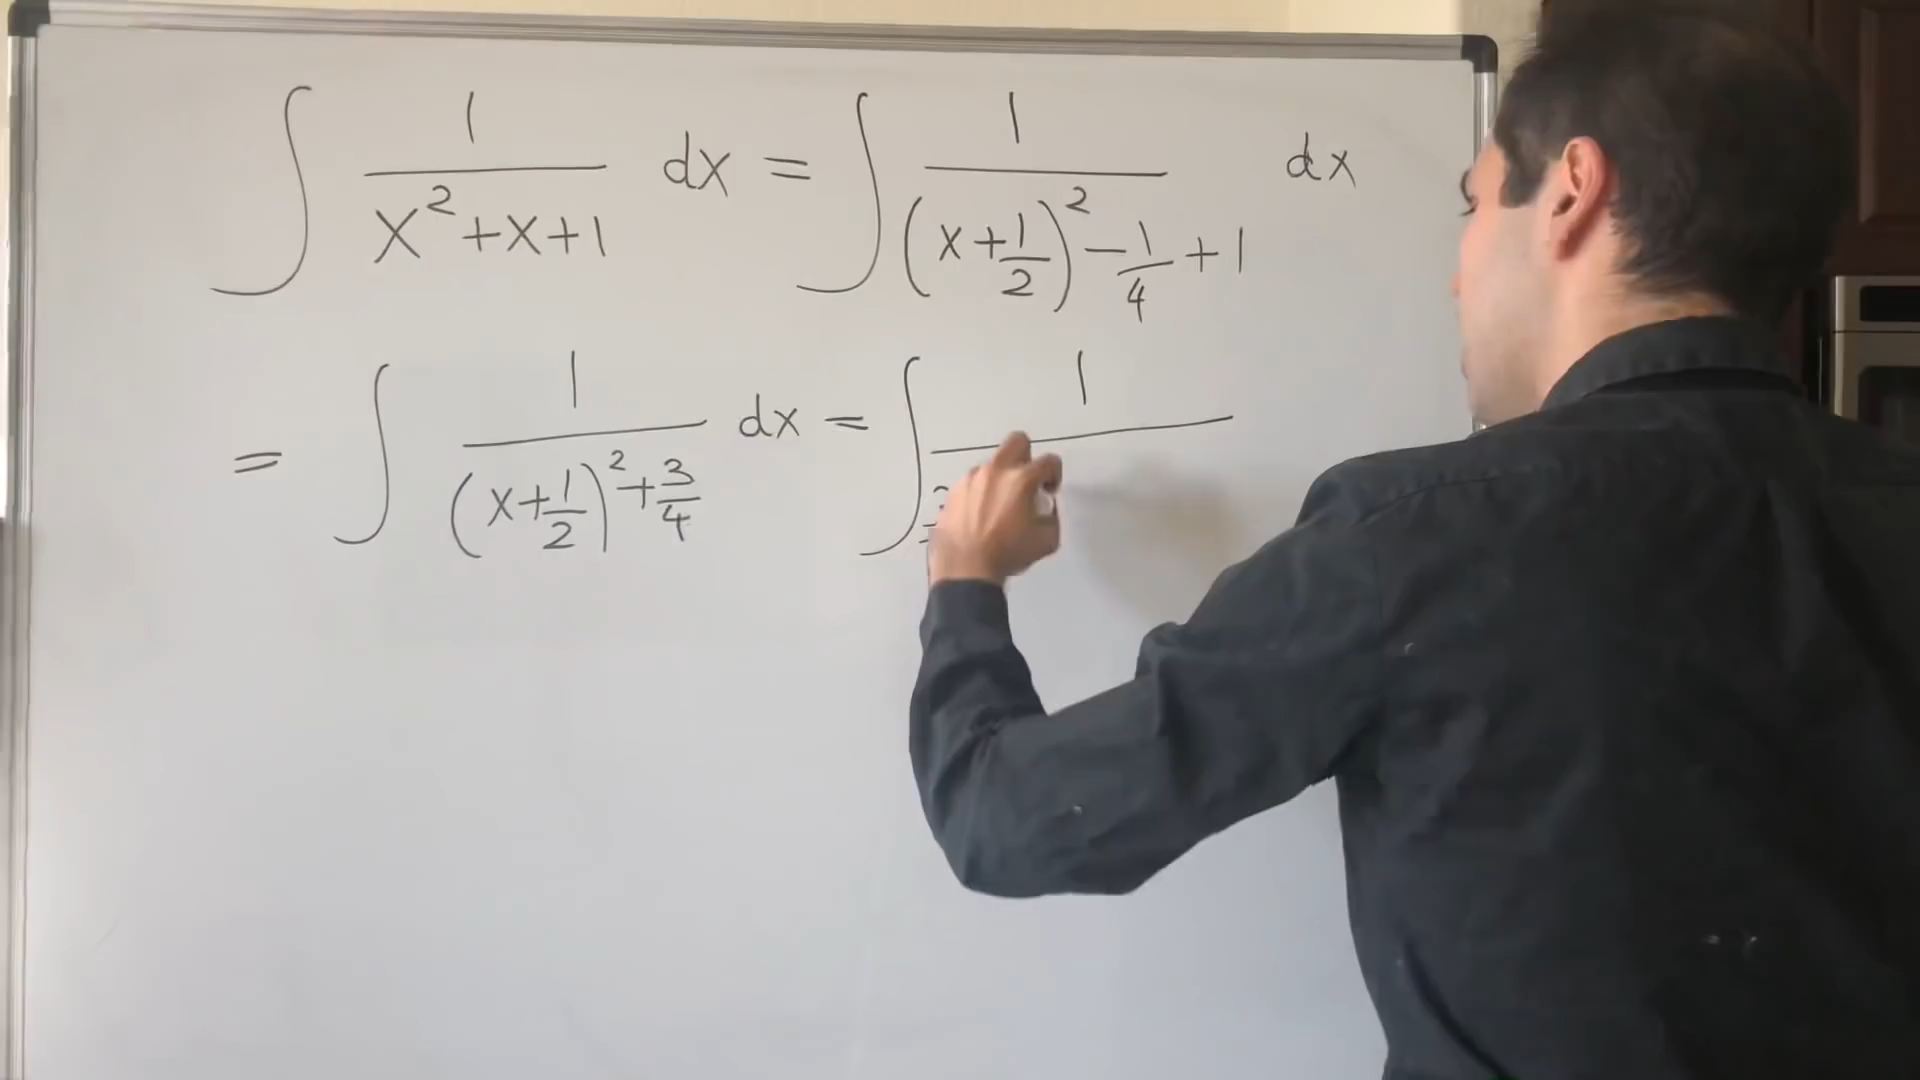 ∫ 1/(x²+x+1) dx = ∫ 1/((x+1/2)² - 1/4 + 1) dx
= ∫ 1/((x+1/2)² + 3/4) dx = ∫ 1/